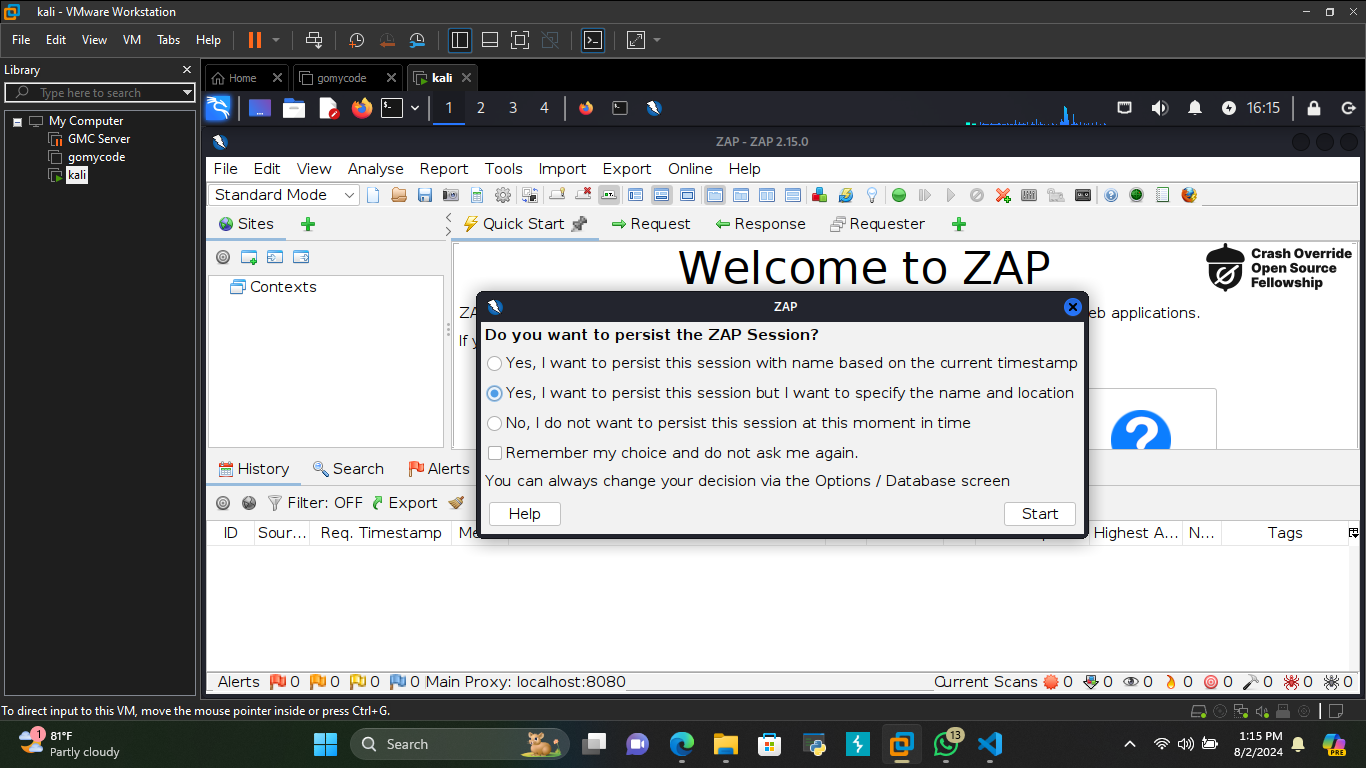 kali - VMware Workstation
File Edit View VM Tabs Help
Library
Type here to search
My Computer
GMC Server
gomycode
kali
Home gomycode kali
1 2 3 4 16:15
ZAP - ZAP 2.15.0
File Edit View Analyse Report Tools Import Export Online Help
Standard Mode
Sites
Quick Start Request Response Requester
Contexts
Welcome to ZAP
Crash Override
Open Source
Fellowship
ZA
eb applications.
If y
ZAP
Do you want to persist the ZAP Session?
Yes, I want to persist this session with name based on the current timestamp
Yes, I want to persist this session but I want to specify the name and location
No, I do not want to persist this session at this moment in time
Remember my choice and do not ask me again.
You can always change your decision via the Options / Database screen
Help Start
History Search Alerts
Filter: OFF Export
ID Sour... Req. Timestamp Me Highest A... N... Tags
Alerts 0 0 0 0 Main Proxy: localhost:8080 Current Scans 0 0 0 0 0 0 0 0
To direct input to this VM, move the mouse pointer inside or press Ctrl+G.
1
81°F
Partly cloudy
Search
13
PRE
1:15 PM
8/2/2024